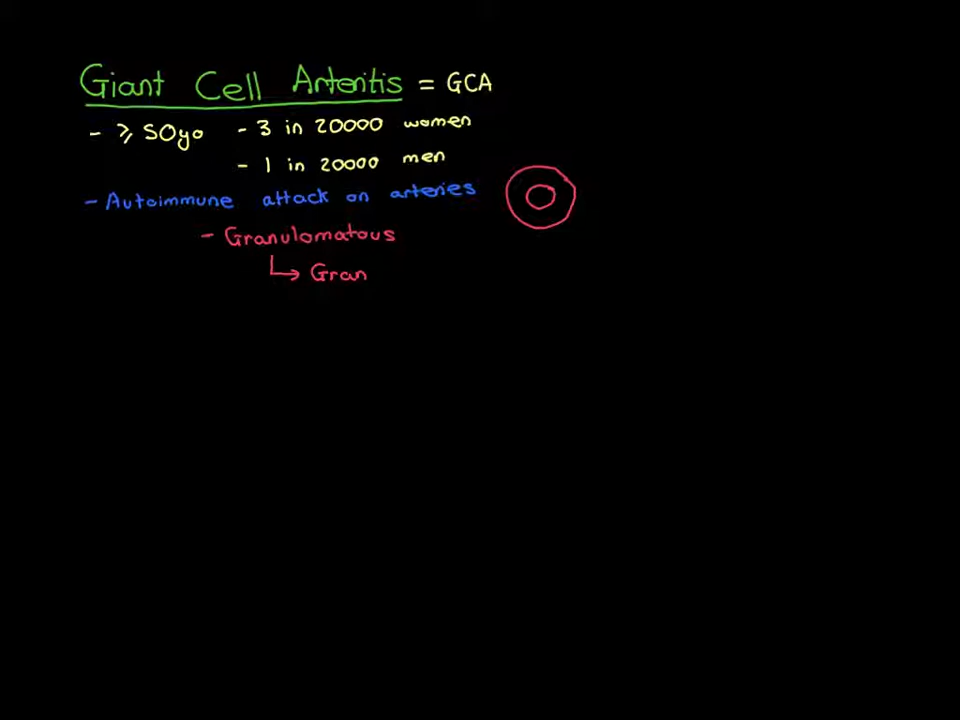 Giant Cell Arteritis = GCA
- ⩾ 50yo - 3 in 20000 women
- 1 in 20000 men
- Autoimmune attack on arteries
- Granulomatous
↳ Gran